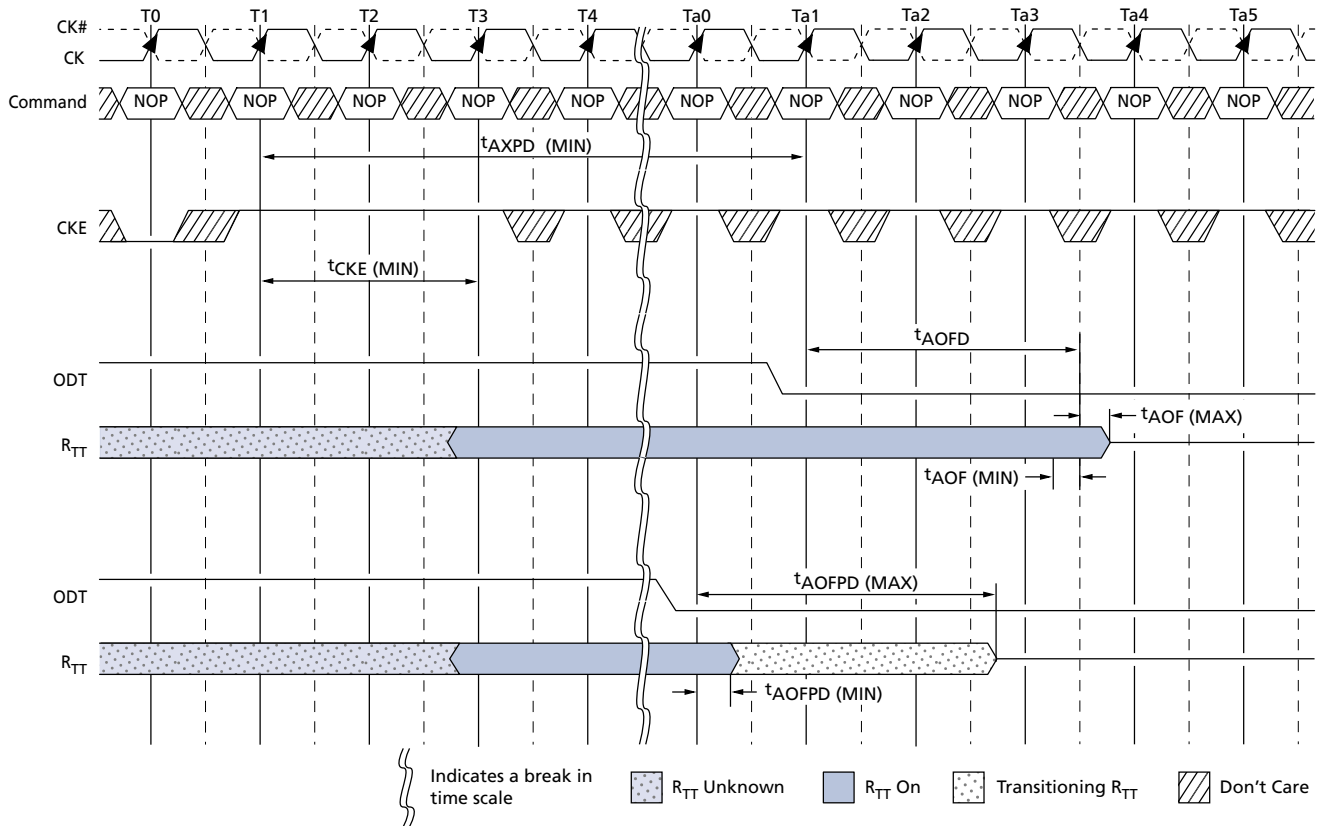 T0 T1 T2 T3 T4 Ta0 Ta1 Ta2 Ta3 Ta4 Ta5
CK#
CK
Command NOP NOP NOP NOP NOP NOP NOP NOP NOP NOP NOP
tAXPD (MIN)
CKE
tCKE (MIN)
tAOFD
ODT
tAOF (MAX)
RTT
tAOF (MIN)
tAOFPD (MAX)
ODT
RTT
tAOFPD (MIN)
Indicates a break in
time scale
RTT Unknown
RTT On
Transitioning RTT
Don't Care